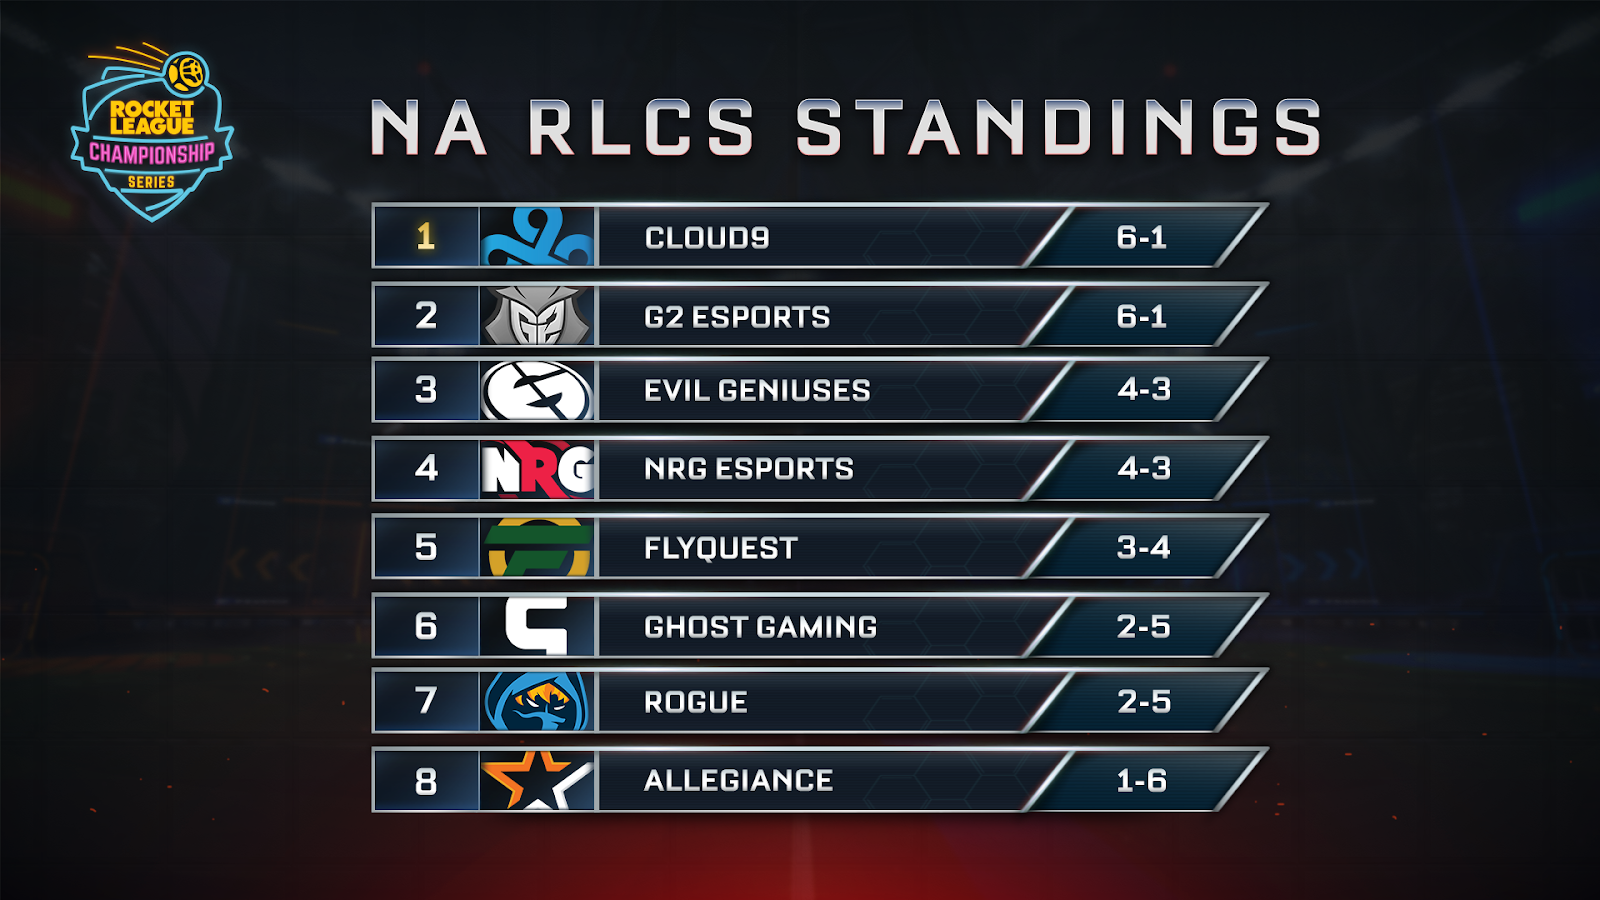 ROCKET
LEAGUE
CHAMPIONSHIP
SERIES
NA RLCS STANDINGS
1 CLOUD9 6-1
2 G2 ESPORTS 6-1
3 EVIL GENIUSES 4-3
4 NRG NRG ESPORTS 4-3
5 FLYQUEST 3-4
6 GHOST GAMING 2-5
7 ROGUE 2-5
8 ALLEGIANCE 1-6